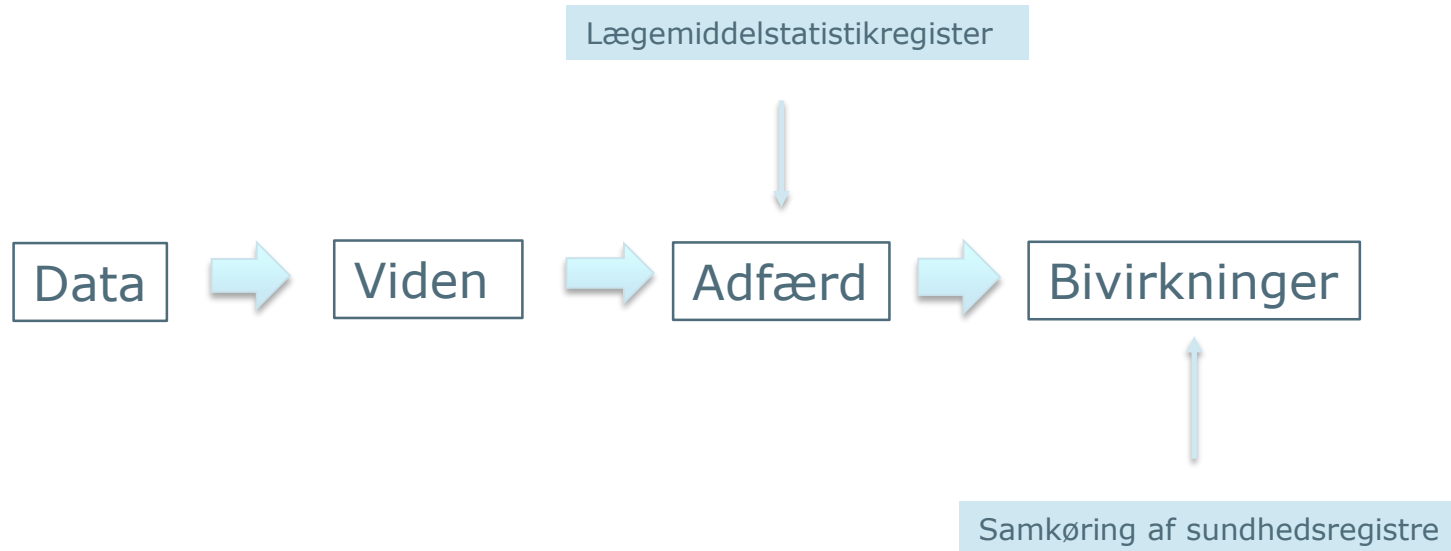 Lægemiddelstatistikregister
Data
Viden
Adfærd
Bivirkninger
Samkøring af sundhedsregistre